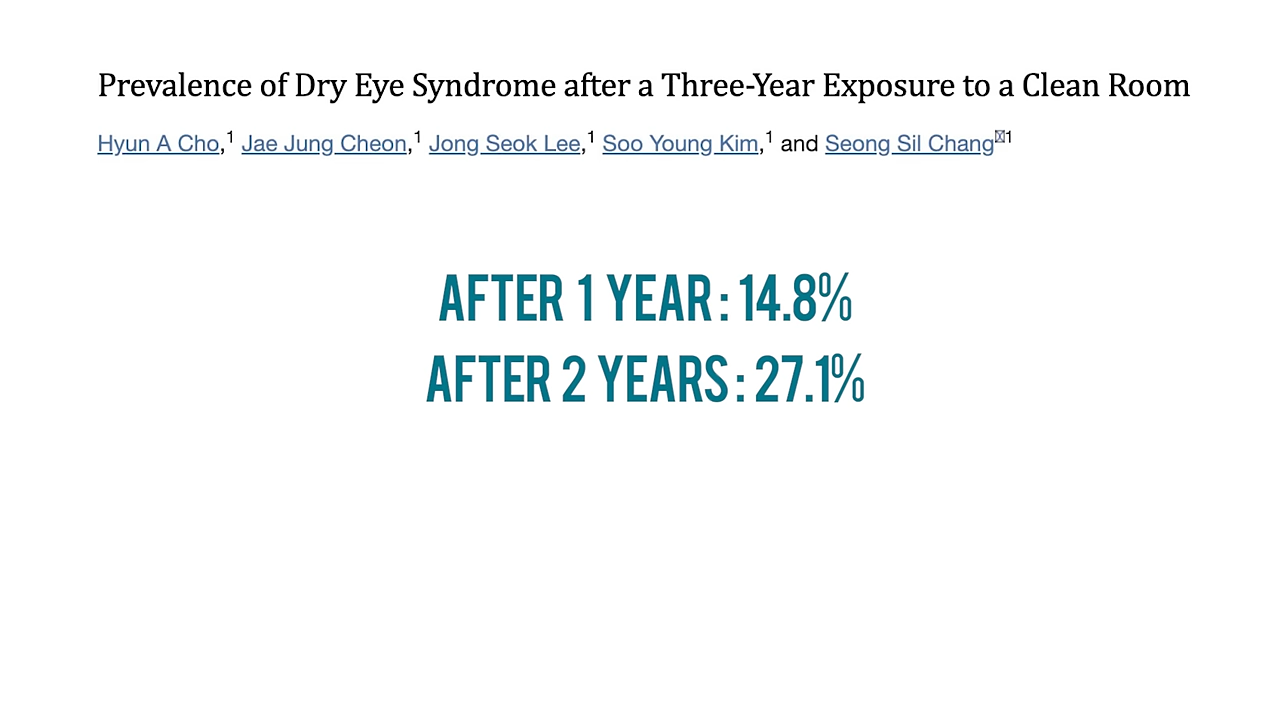 Prevalence of Dry Eye Syndrome after a Three-Year Exposure to a Clean Room
Hyun A Cho,1 Jae Jung Cheon,1 Jong Seok Lee,1 Soo Young Kim,1 and Seong Sil Chang1
AFTER 1 YEAR: 14.8%
AFTER 2 YEARS: 27.1%